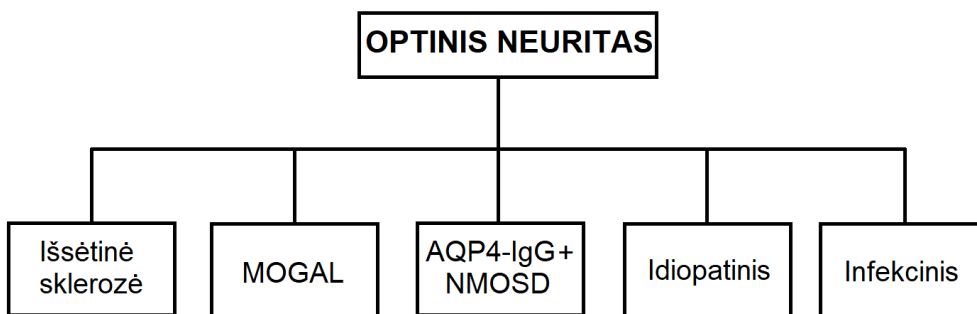 OPTINIS NEURITAS
Išsėtinė
sklerozė
MOGAL
AQP4-IgG+
NMOSD
Idiopatinis
Infekcinis